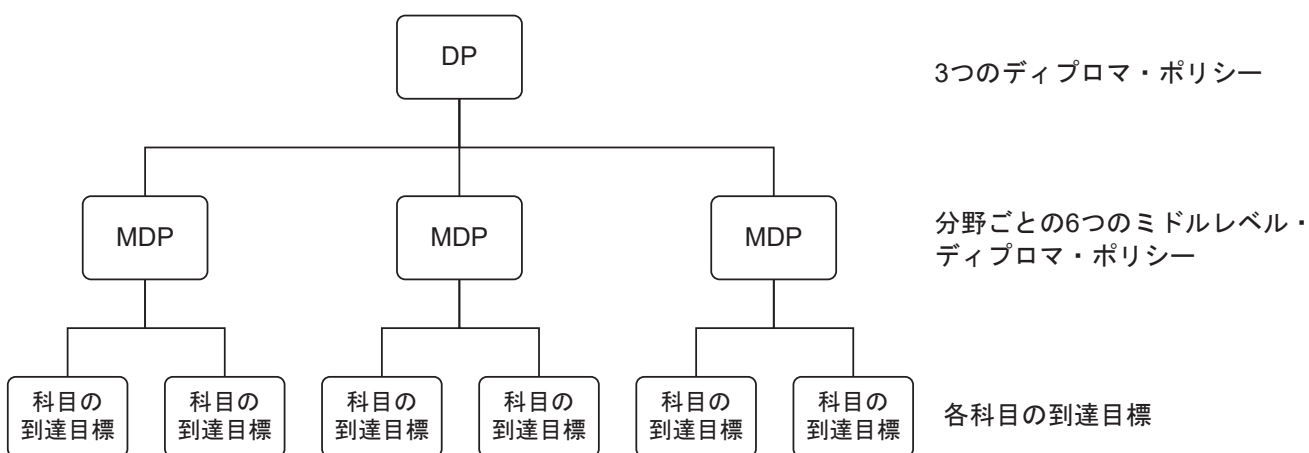 DP
3つのディプロマ・ポリシー
MDP
MDP
MDP
分野ごとの6つのミドルレベル・
ディプロマ・ポリシー
科目の
到達目標
科目の
到達目標
科目の
到達目標
科目の
到達目標
科目の
到達目標
科目の
到達目標
各科目の到達目標